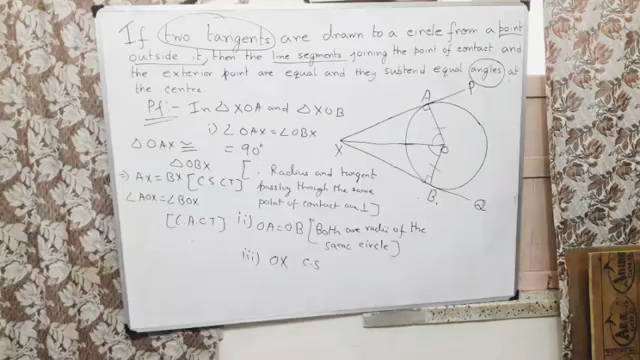 If two tangents are drawn to a circle from a point
outside it, then the line segments joining the point of contact and
the exterior point are equal and they subtend equal angles at
the centre.
Pf:- In △XOA and △XOB
i) ∠OAX = ∠OBX
= 90°
[∵ Radius and tangent
passing through the same
point of contact are ⊥]
ii) OA = OB [Both are radii of the
same circle]
iii) OX C.S
△OAX ≅
△OBX
⇒ AX = BX [C.S.C.T]
∠AOX = ∠BOX
[C.A.C.T]
A
P
X
O
B
Q